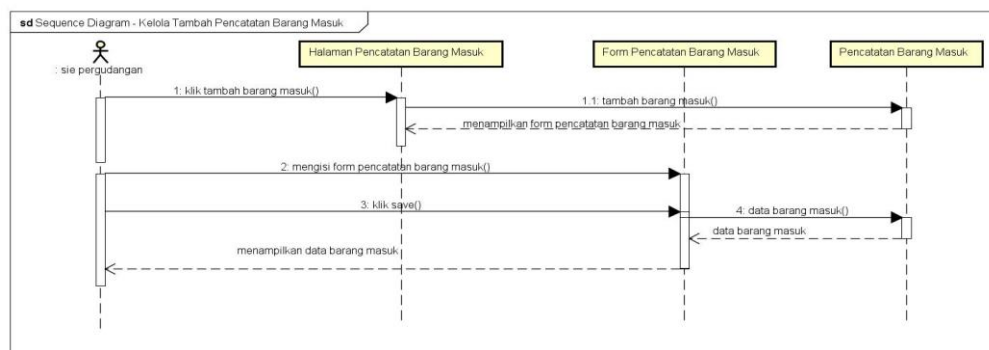 sd Sequence Diagram - Kelola Tambah Pencatatan Barang Masuk
: sie pergudangan
Halaman Pencatatan Barang Masuk
Form Pencatatan Barang Masuk
Pencatatan Barang Masuk
1: klik tambah barang masuk()
1.1: tambah barang masuk()
menampilkan form pencatatan barang masuk
2: mengisi form pencatatan barang masuk()
3: klik save()
4: data barang masuk()
data barang masuk
menampilkan data barang masuk